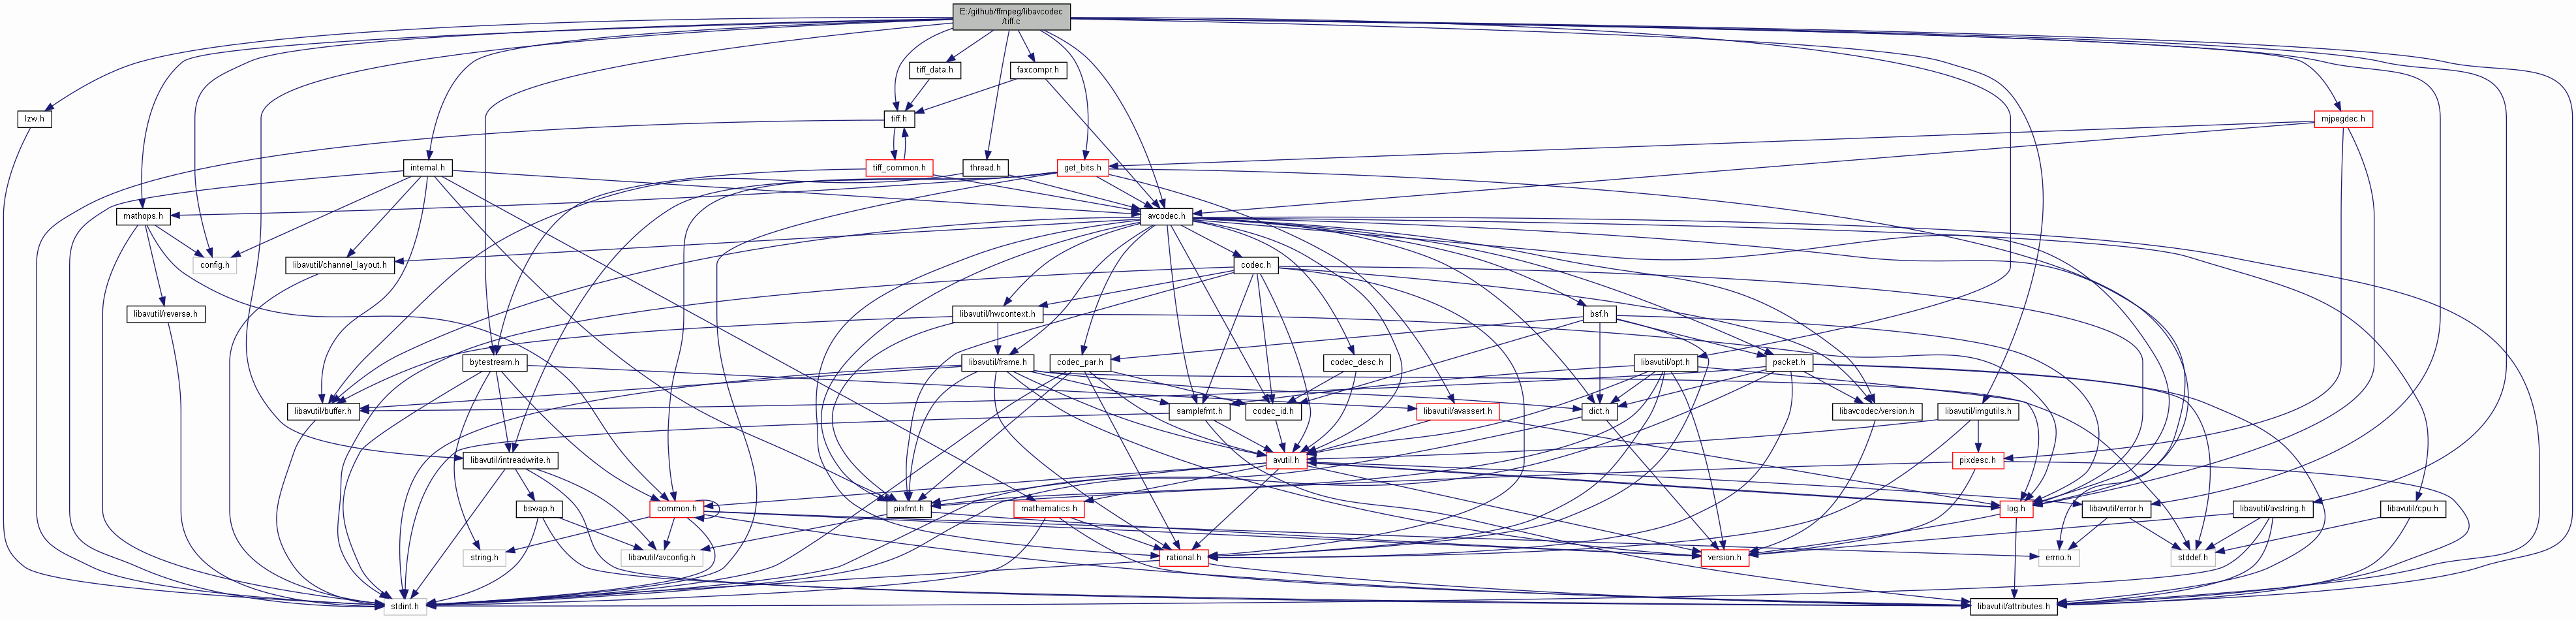 E:/github/ffmpeg/libavcodec
/tiff.c
tiff_data.h
faxcompr.h
lzw.h
tiff.h
mjpegdec.h
internal.h
tiff_common.h
thread.h
get_bits.h
mathops.h
avcodec.h
config.h
libavutil/channel_layout.h
codec.h
libavutil/reverse.h
libavutil/hwcontext.h
bsf.h
bytestream.h
libavutil/frame.h
codec_par.h
codec_desc.h
libavutil/opt.h
packet.h
libavutil/buffer.h
samplefmt.h
codec_id.h
libavutil/avassert.h
dict.h
libavcodec/version.h
libavutil/imgutils.h
libavutil/intreadwrite.h
avutil.h
pixdesc.h
bswap.h
common.h
pixfmt.h
mathematics.h
log.h
libavutil/error.h
libavutil/avstring.h
libavutil/cpu.h
string.h
libavutil/avconfig.h
rational.h
version.h
errno.h
stddef.h
stdint.h
libavutil/attributes.h